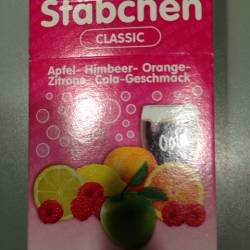 Stäbchen
CLASSIC
Apfel- Himbeer- Orange-
Zitrone- Cola-Geschmack